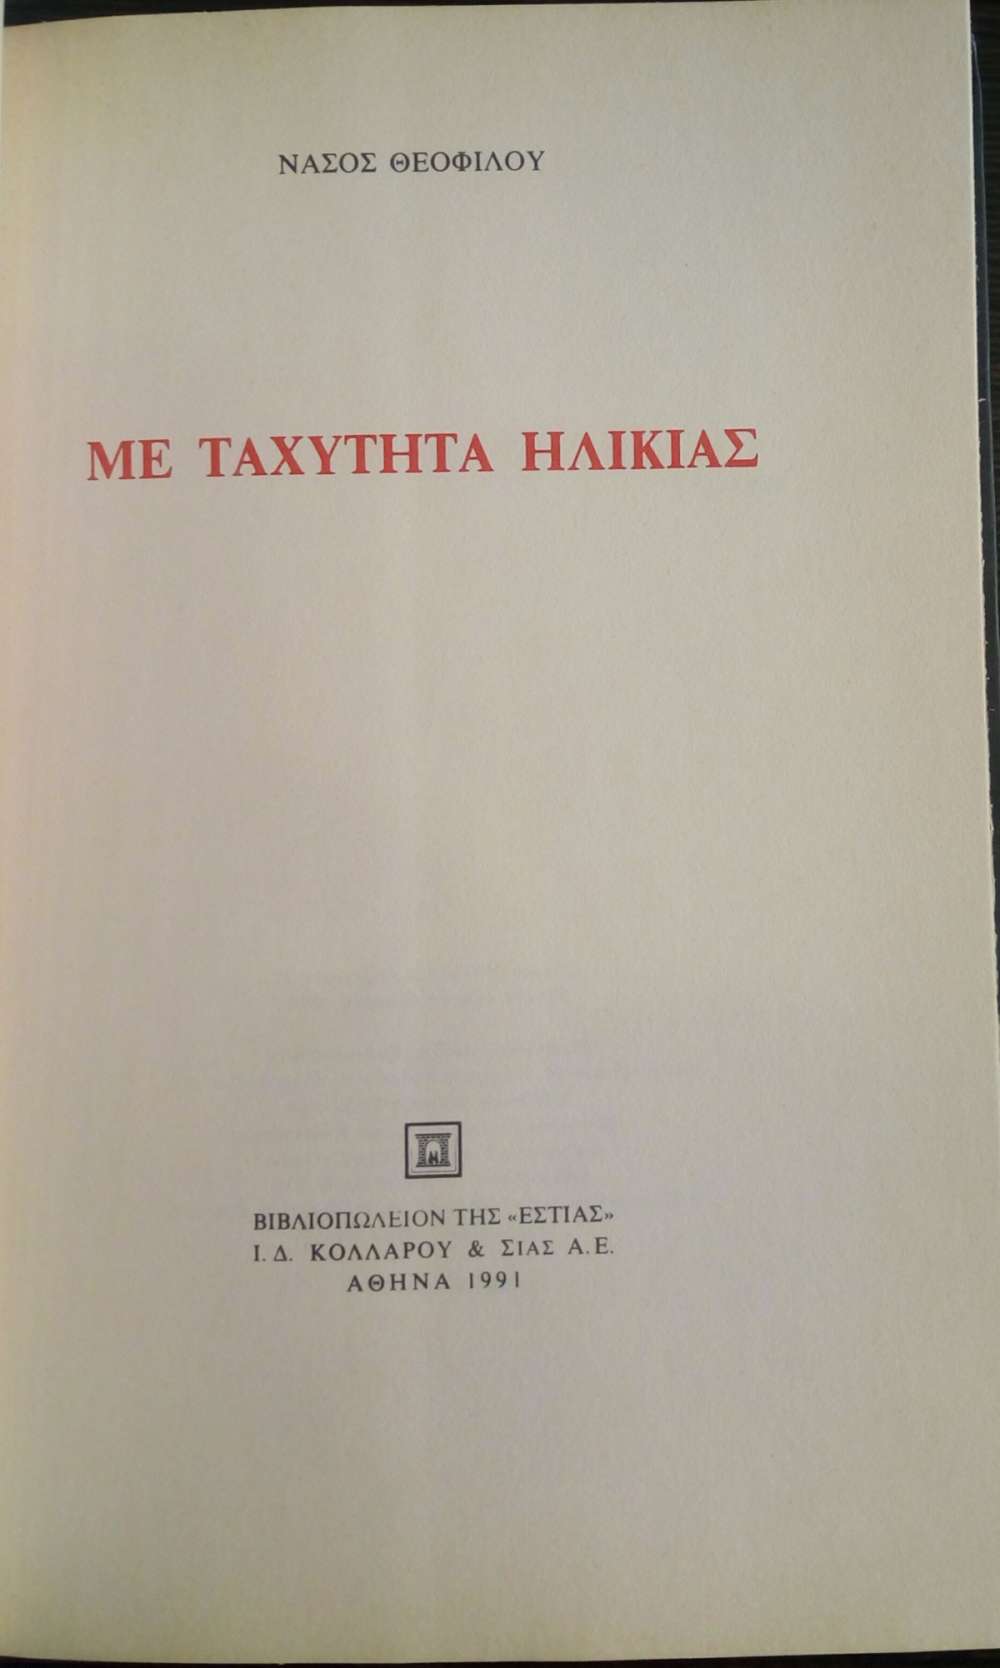 ΝΑΣΟΣ ΘΕΟΦΙΛΟΥ
ΜΕ ΤΑΧΥΤΗΤΑ ΗΛΙΚΙΑΣ
ΒΙΒΛΙΟΠΩΛΕΙΟΝ ΤΗΣ «ΕΣΤΙΑΣ»
Ι. Δ. ΚΟΛΛΑΡΟΥ & ΣΙΑΣ Α.Ε.
ΑΘΗΝΑ 1991